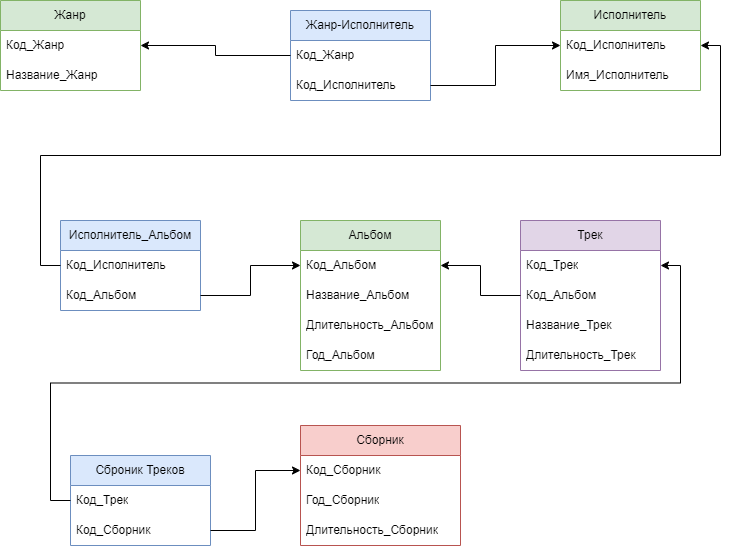 Жанр
Код_Жанр
Название_Жанр
Жанр-Исполнитель
Код_Жанр
Код_Исполнитель
Исполнитель
Код_Исполнитель
Имя_Исполнитель
Исполнитель_Альбом
Код_Исполнитель
Код_Альбом
Альбом
Код_Альбом
Название_Альбом
Длительность_Альбом
Год_Альбом
Трек
Код_Трек
Код_Альбом
Название_Трек
Длительность_Трек
Сброник Треков
Код_Трек
Код_Сборник
Сборник
Код_Сборник
Год_Сборник
Длительность_Сборник